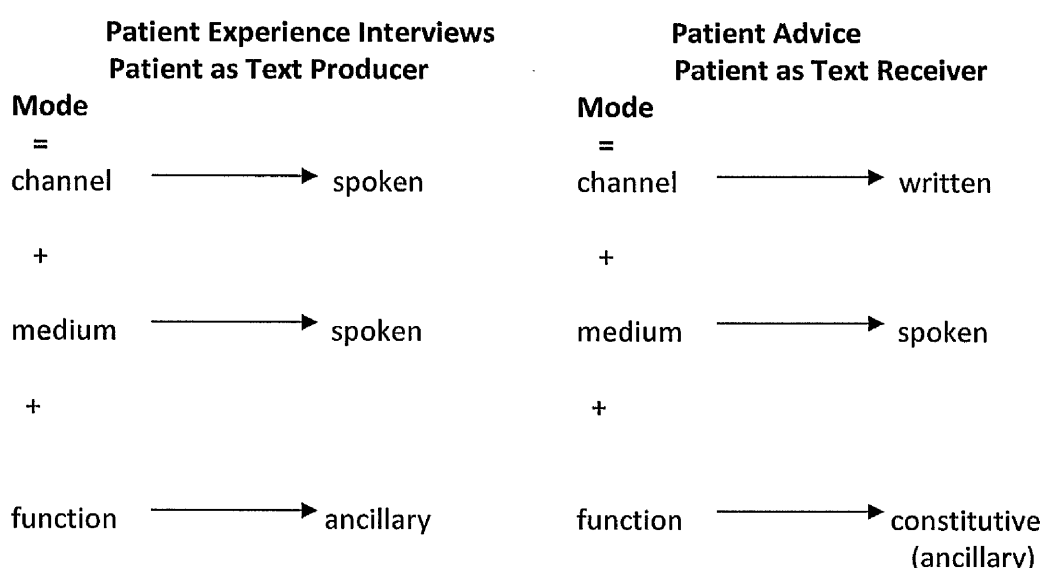 Patient Experience Interviews
Patient as Text Producer
Mode
=
channel spoken
+
medium spoken
+
function ancillary
Patient Advice
Patient as Text Receiver
Mode
=
channel written
+
medium spoken
+
function constitutive
(ancillary)